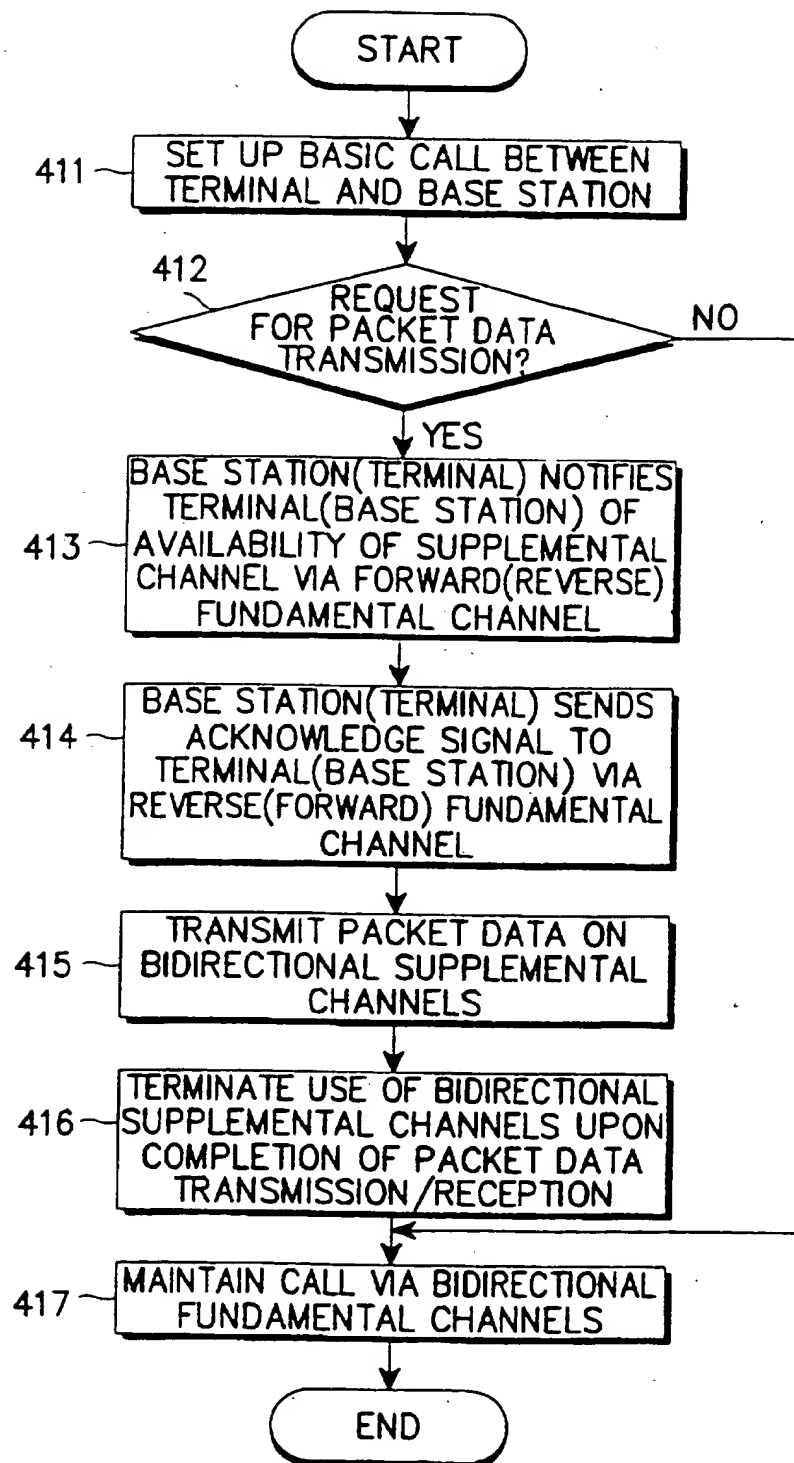 START
411
SET UP BASIC CALL BETWEEN
TERMINAL AND BASE STATION
412
REQUEST
FOR PACKET DATA
TRANSMISSION?
NO
YES
413
BASE STATION(TERMINAL) NOTIFIES
TERMINAL(BASE STATION) OF
AVAILABILITY OF SUPPLEMENTAL
CHANNEL VIA FORWARD(REVERSE)
FUNDAMENTAL CHANNEL
414
BASE STATION(TERMINAL) SENDS
ACKNOWLEDGE SIGNAL TO
TERMINAL(BASE STATION) VIA
REVERSE(FORWARD) FUNDAMENTAL
CHANNEL
415
TRANSMIT PACKET DATA ON
BIDIRECTIONAL SUPPLEMENTAL
CHANNELS
416
TERMINATE USE OF BIDIRECTIONAL
SUPPLEMENTAL CHANNELS UPON
COMPLETION OF PACKET DATA
TRANSMISSION/RECEPTION
417
MAINTAIN CALL VIA BIDIRECTIONAL
FUNDAMENTAL CHANNELS
END